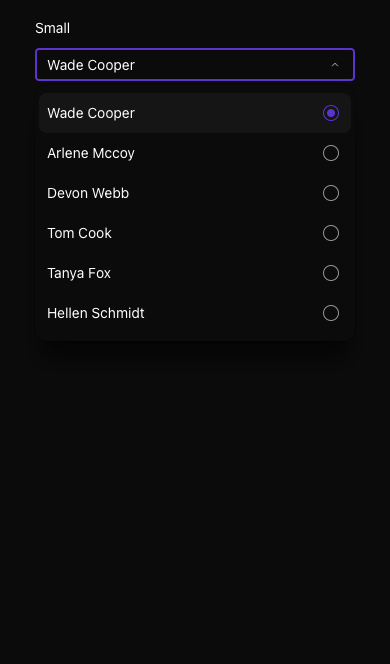 Small
Wade Cooper
Wade Cooper
Arlene Mccoy
Devon Webb
Tom Cook
Tanya Fox
Hellen Schmidt